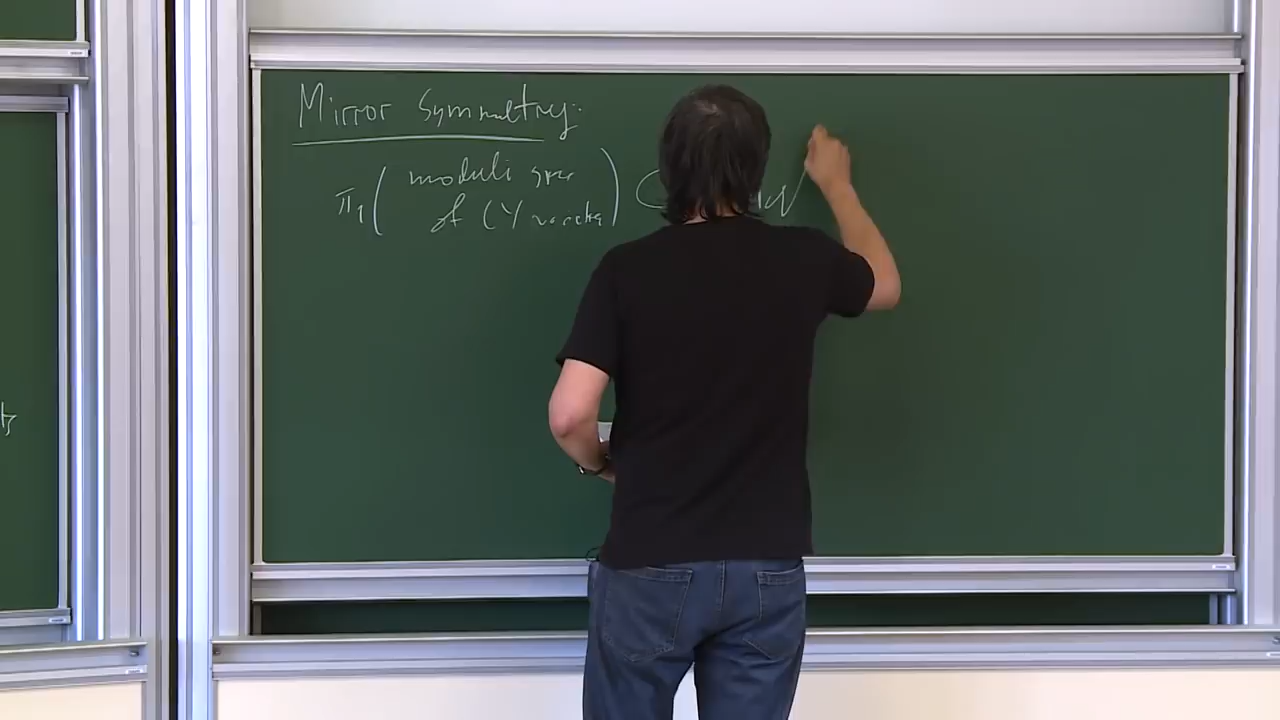 Mirror Symmetry:
π₁ ( moduli space
of CY varieties )